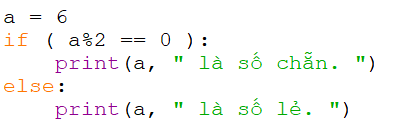 a = 6
if ( a%2 == 0 ):
    print(a, " là số chẵn. ")
else:
    print(a, " là số lẻ. ")